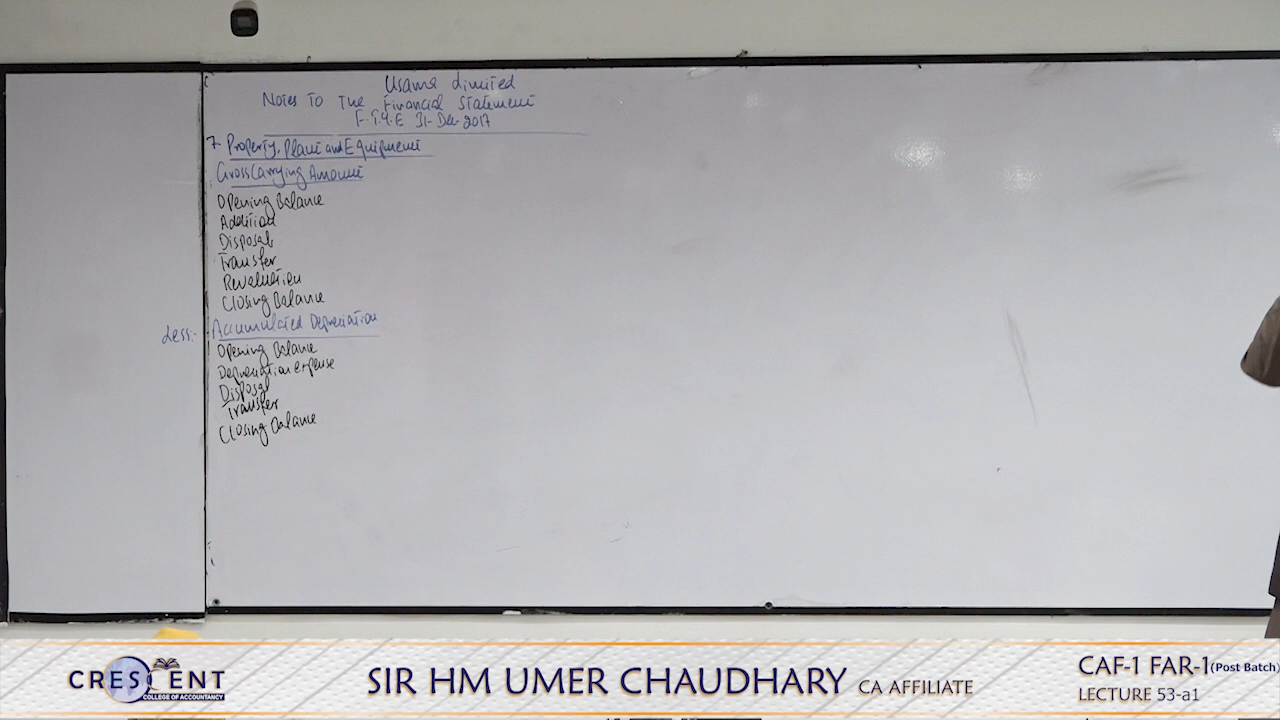 Usama Limited
Notes To The Financial Statement
F.T.Y.E 31-Dec-2017
7 Property, Plant and Equipment
Gross Carrying Amount
Opening Balance
Addition
Disposal
Transfer
Revaluation
Closing Balance
Less:- Accumulated Depreciation
Opening Balance
Depreciation expense
Disposal
Transfer
Closing Balance
CRESCENT
COLLEGE OF ACCOUNTANCY
SIR HM UMER CHAUDHARY CA AFFILIATE
CAF-1 FAR-1 (Post Batch)
LECTURE 53-a1